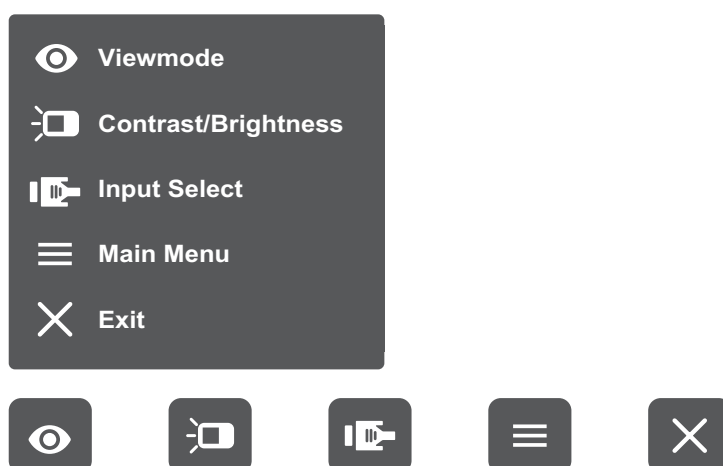 Viewmode
Contrast/Brightness
Input Select
Main Menu
Exit